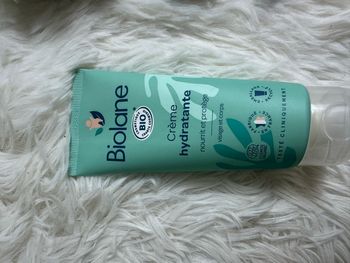 Biolane
BIO
Crème
hydratante
nourrit et protège
visage et corps
TESTÉ CLINIQUEMENT